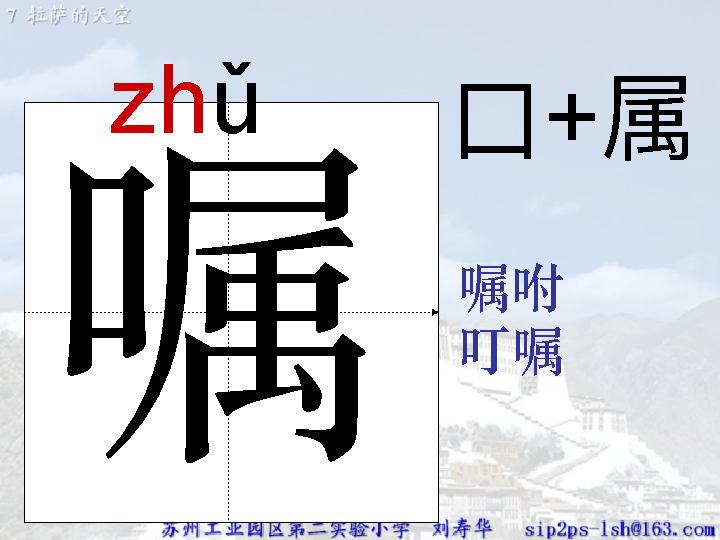 7 拉萨的天空
zhǔ
口+属
嘱
嘱咐
叮嘱
苏州工业园区第二实验小学 刘寿华 sip2ps-lsh@163.com